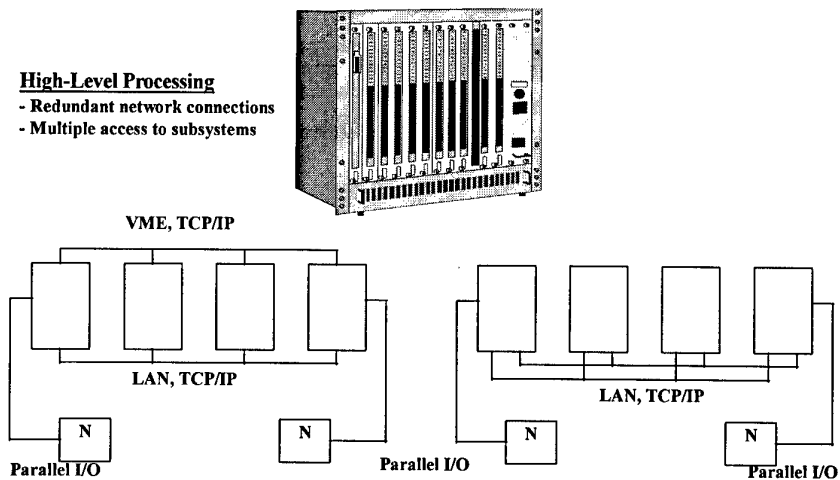 High-Level Processing
- Redundant network connections
- Multiple access to subsystems
VME, TCP/IP
LAN, TCP/IP
LAN, TCP/IP
N
N
N
N
Parallel I/O
Parallel I/O
Parallel I/O